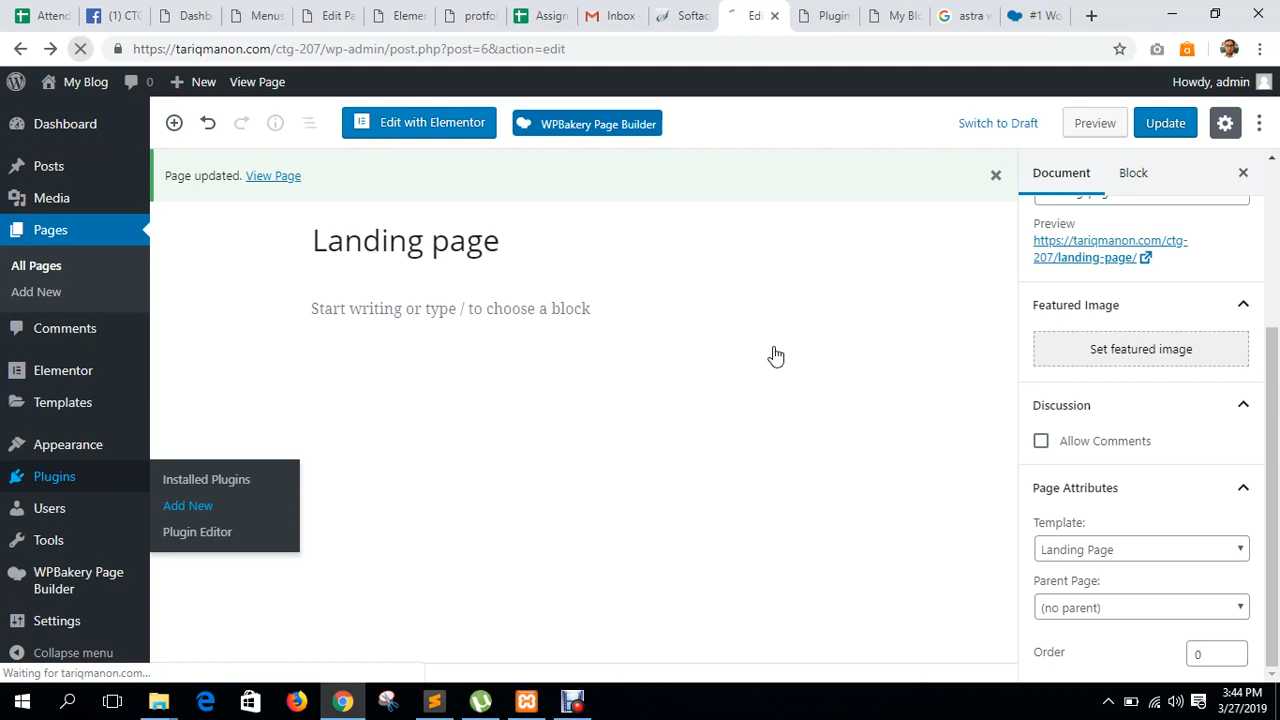 Attend
(1) CTG
Dashb
Menus
Edit Pa
Eleme
protfol
Assign
Inbox -
Softac
Edi
Plugin
My Blo
astra w
#1 Wo
https://tariqmanon.com/ctg-207/wp-admin/post.php?post=6&action=edit
My Blog
0
New
View Page
Howdy, admin
Dashboard
Posts
Media
Pages
All Pages
Add New
Comments
Elementor
Templates
Appearance
Plugins
Users
Tools
WPBakery Page
Builder
Settings
Collapse menu
Installed Plugins
Add New
Plugin Editor
Edit with Elementor
WPBakery Page Builder
Switch to Draft
Preview
Update
Page updated. View Page
Landing page
Start writing or type / to choose a block
Document
Block
Preview
https://tariqmanon.com/ctg-
207/landing-page/
Featured Image
Set featured image
Discussion
Allow Comments
Page Attributes
Template:
Landing Page
Parent Page:
(no parent)
Order
0
Waiting for tariqmanon.com...
3:44 PM
3/27/2019